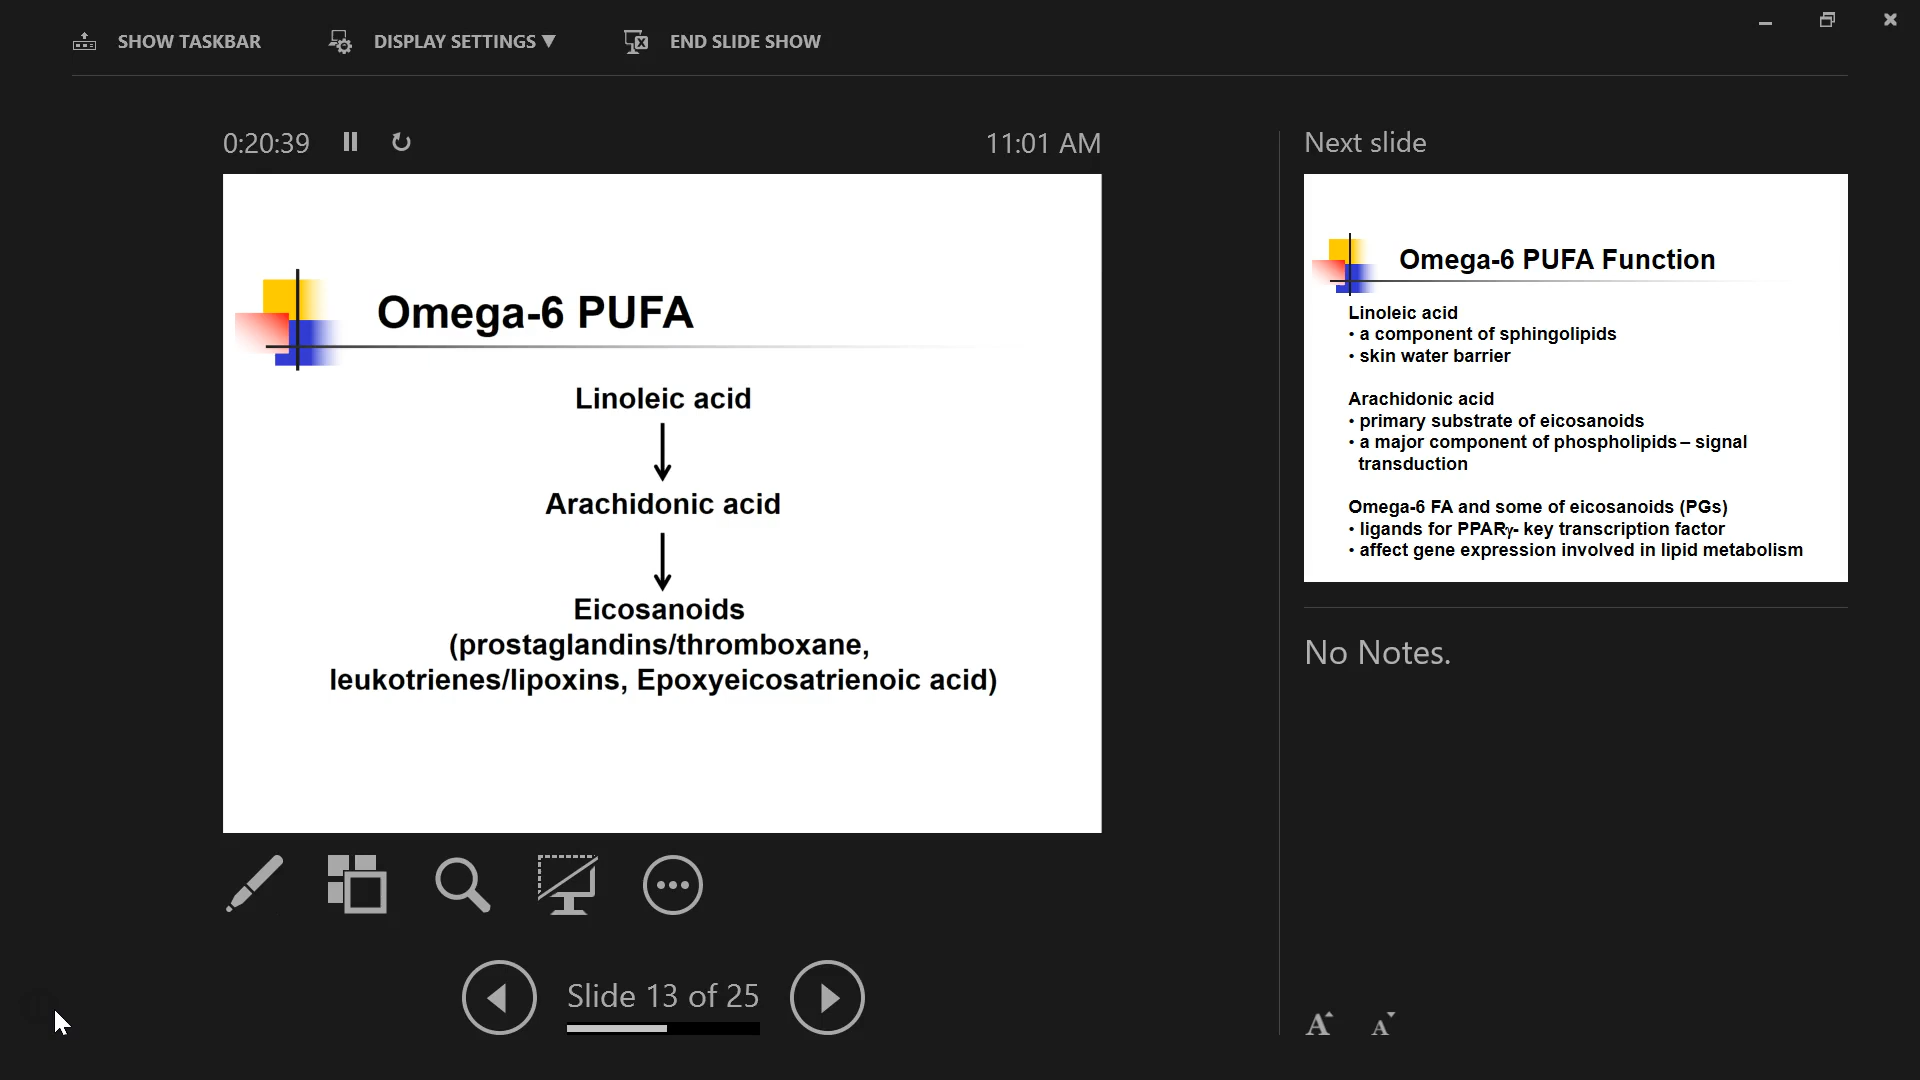 SHOW TASKBAR
DISPLAY SETTINGS ▼
END SLIDE SHOW
0:20:39
11:01 AM
Omega-6 PUFA
Linoleic acid
Arachidonic acid
Eicosanoids
(prostaglandins/thromboxane,
leukotrienes/lipoxins, Epoxyeicosatrienoic acid)
Slide 13 of 25
Next slide
Omega-6 PUFA Function
Linoleic acid
• a component of sphingolipids
• skin water barrier
Arachidonic acid
• primary substrate of eicosanoids
• a major component of phospholipids – signal
transduction
Omega-6 FA and some of eicosanoids (PGs)
• ligands for PPARγ- key transcription factor
• affect gene expression involved in lipid metabolism
No Notes.
A A